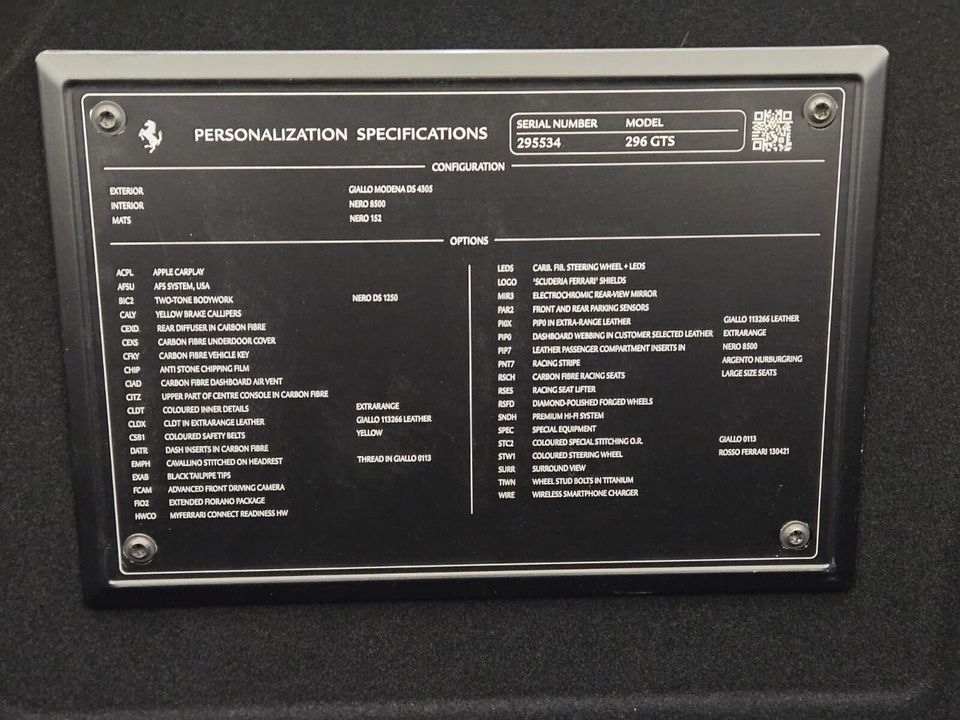 PERSONALIZATION SPECIFICATIONS
SERIAL NUMBER MODEL
295534 296 GTS
CONFIGURATION
EXTERIOR GIALLO MODENA DS 4305
INTERIOR NERO 8500
MATS NERO 152
OPTIONS
ACPL APPLE CARPLAY
AFSU AFS SYSTEM, USA
BIC2 TWO-TONE BODYWORK NERO DS 1250
CALY YELLOW BRAKE CALLIPERS
CEXD REAR DIFFUSER IN CARBON FIBRE
CEXS CARBON FIBRE UNDERDOOR COVER
CFKY CARBON FIBRE VEHICLE KEY
CHIP ANTI STONE CHIPPING FILM
CIAD CARBON FIBRE DASHBOARD AIR VENT
CITZ UPPER PART OF CENTRE CONSOLE IN CARBON FIBRE
CLDT COLOURED INNER DETAILS EXTRARANGE
CLDX CLDT IN EXTRARANGE LEATHER GIALLO 113266 LEATHER
CSB1 COLOURED SAFETY BELTS YELLOW
DATR DASH INSERTS IN CARBON FIBRE
EMPH CAVALLINO STITCHED ON HEADREST THREAD IN GIALLO 0113
EXAB BLACK TAILPIPE TIPS
FCAM ADVANCED FRONT DRIVING CAMERA
FIO2 EXTENDED FIORANO PACKAGE
HWCO MYFERRARI CONNECT READINESS HW
LEDS CARB. FIB. STEERING WHEEL + LEDS
LOGO 'SCUDERIA FERRARI' SHIELDS
MIR3 ELECTROCHROMIC REAR-VIEW MIRROR
PAR2 FRONT AND REAR PARKING SENSORS
PI0X PIP0 IN EXTRA-RANGE LEATHER GIALLO 113266 LEATHER
PIP0 DASHBOARD WEBBING IN CUSTOMER SELECTED LEATHER EXTRARANGE
PIP7 LEATHER PASSENGER COMPARTMENT INSERTS IN NERO 8500
PNT7 RACING STRIPE ARGENTO NURBURGRING
RSCH CARBON FIBRE RACING SEATS LARGE SIZE SEATS
RSES RACING SEAT LIFTER
RSFD DIAMOND-POLISHED FORGED WHEELS
SNDH PREMIUM HI-FI SYSTEM
SPEC SPECIAL EQUIPMENT
STC2 COLOURED SPECIAL STITCHING O.R. GIALLO 0113
STW1 COLOURED STEERING WHEEL ROSSO FERRARI 130421
SURR SURROUND VIEW
TIWN WHEEL STUD BOLTS IN TITANIUM
WIRE WIRELESS SMARTPHONE CHARGER